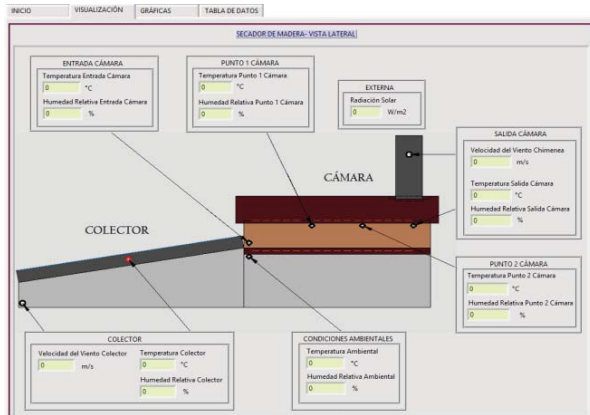 INICIO VISUALIZACIÓN GRÁFICAS TABLA DE DATOS
SECADOR DE MADERA- VISTA LATERAL
ENTRADA CÁMARA
Temperatura Entrada Cámara
0 °C
Humedad Relativa Entrada Cámara
0 %
PUNTO 1 CÁMARA
Temperatura Punto 1 Cámara
0 °C
Humedad Relativa Punto 1 Cámara
0 %
EXTERNA
Radiación Solar
0 W/m2
SALIDA CÁMARA
Velocidad del Viento Chimenea
0 m/s
Temperatura Salida Cámara
0 °C
Humedad Relativa Salida Cámara
0 %
CÁMARA
COLECTOR
PUNTO 2 CÁMARA
Temperatura Punto 2 Cámara
0 °C
Humedad Relativa Punto 2 Cámara
0 %
COLECTOR
Velocidad del Viento Colector
0 m/s
Temperatura Colector
0 °C
Humedad Relativa Colector
0 %
CONDICIONES AMBIENTALES
Temperatura Ambiental
0 °C
Humedad Relativa Ambiental
0 %